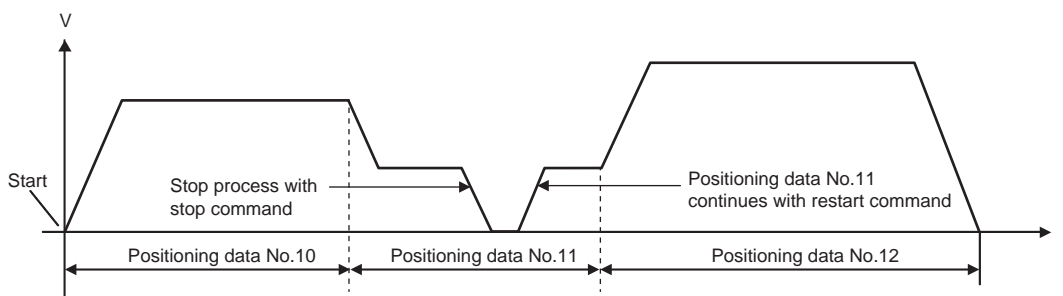 V
Start
Stop process with
stop command
Positioning data No.11
continues with restart command
Positioning data No.10
Positioning data No.11
Positioning data No.12